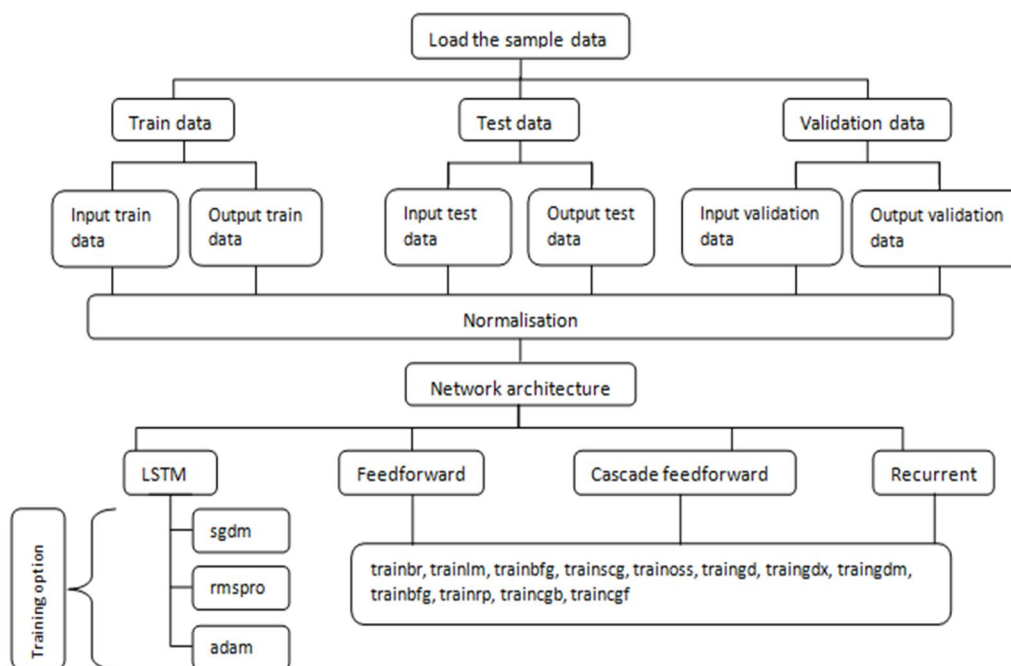 Load the sample data
Train data
Test data
Validation data
Input train
data
Output train
data
Input test
data
Output test
data
Input validation
data
Output validation
data
Normalisation
Network architecture
LSTM
Feedforward
Cascade feedforward
Recurrent
Training option
sgdm
rmspro
adam
trainbr, trainlm, trainbfg, trainscg, trainoss, traingd, traingdx, traingdm,
trainbfg, trainrp, traincgb, traincgf